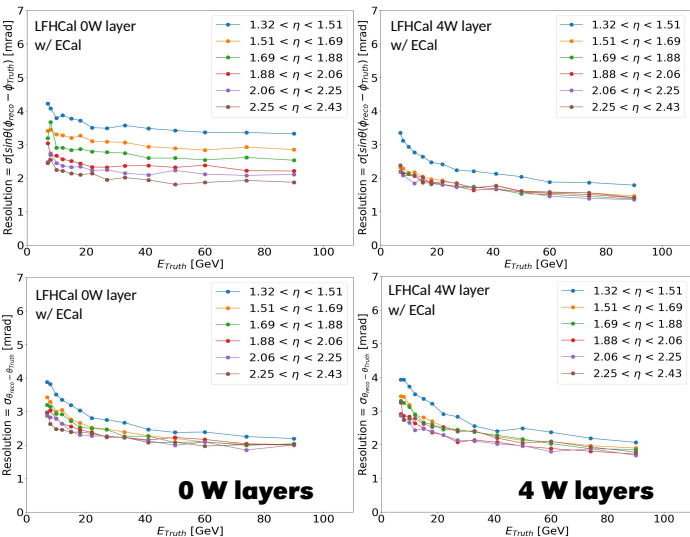 LFHCal 0W layer
w/ ECal
1.32 < η < 1.51
1.51 < η < 1.69
1.69 < η < 1.88
1.88 < η < 2.06
2.06 < η < 2.25
2.25 < η < 2.43
Resolution = σ[sinθ(ϕreco − ϕTruth) [mrad]
7
6
5
4
3
2
1
0
0 20 40 60 80 100
ETruth [GeV]
LFHCal 4W layer
w/ ECal
1.32 < η < 1.51
1.51 < η < 1.69
1.69 < η < 1.88
1.88 < η < 2.06
2.06 < η < 2.25
2.25 < η < 2.43
Resolution = σ[sinθ(ϕreco − ϕTruth) [mrad]
7
6
5
4
3
2
1
0
20 40 60 80 100
ETruth [GeV]
LFHCal 0W layer
w/ ECal
1.32 < η < 1.51
1.51 < η < 1.69
1.69 < η < 1.88
1.88 < η < 2.06
2.06 < η < 2.25
2.25 < η < 2.43
Resolution = σθreco − θTruth [mrad]
7
6
5
4
3
2
1
0
0 W layers
0 20 40 60 80 100
ETruth [GeV]
LFHCal 4W layer
w/ ECal
1.32 < η < 1.51
1.51 < η < 1.69
1.69 < η < 1.88
1.88 < η < 2.06
2.06 < η < 2.25
2.25 < η < 2.43
Resolution = σθreco − θTruth [mrad]
7
6
5
4
3
2
1
0
4 W layers
20 40 60 80 100
ETruth [GeV]